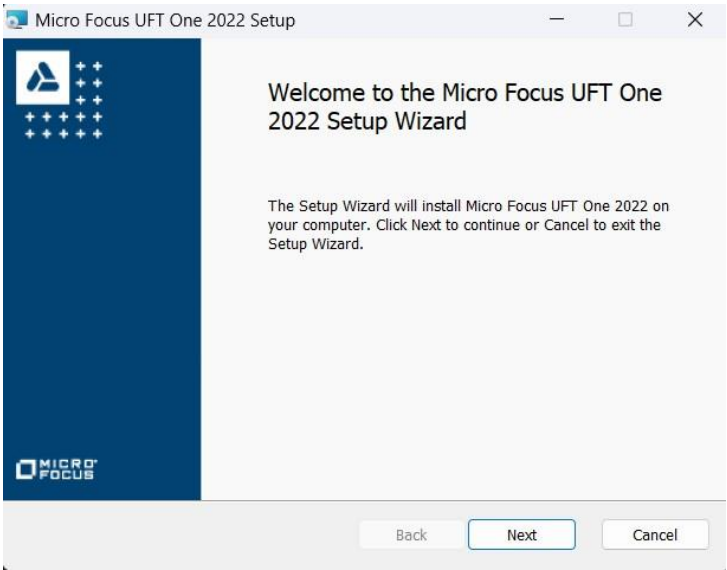 Micro Focus UFT One 2022 Setup
Welcome to the Micro Focus UFT One
2022 Setup Wizard
The Setup Wizard will install Micro Focus UFT One 2022 on
your computer. Click Next to continue or Cancel to exit the
Setup Wizard.
MICRO
FOCUS
Back
Next
Cancel